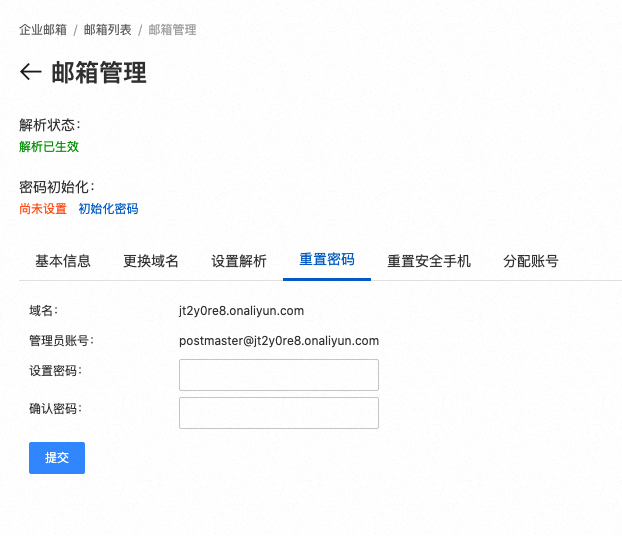 企业邮箱 / 邮箱列表 / 邮箱管理
← 邮箱管理
解析状态：
解析已生效
密码初始化：
尚未设置 初始化密码
基本信息 更换域名 设置解析 重置密码 重置安全手机 分配账号
域名： jt2y0re8.onaliyun.com
管理员账号： postmaster@jt2y0re8.onaliyun.com
设置密码：
确认密码：
提交